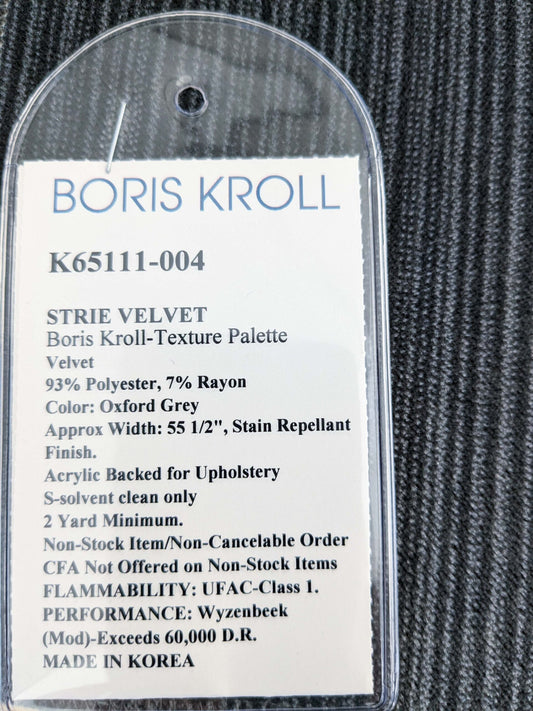 BORIS KROLL
K65111-004
STRIE VELVET
Boris Kroll-Texture Palette
Velvet
93% Polyester, 7% Rayon
Color: Oxford Grey
Approx Width: 55 1/2", Stain Repellant
Finish.
Acrylic Backed for Upholstery
S-solvent clean only
2 Yard Minimum.
Non-Stock Item/Non-Cancelable Order
CFA Not Offered on Non-Stock Items
FLAMMABILITY: UFAC-Class 1.
PERFORMANCE: Wyzenbeek
(Mod)-Exceeds 60,000 D.R.
MADE IN KOREA